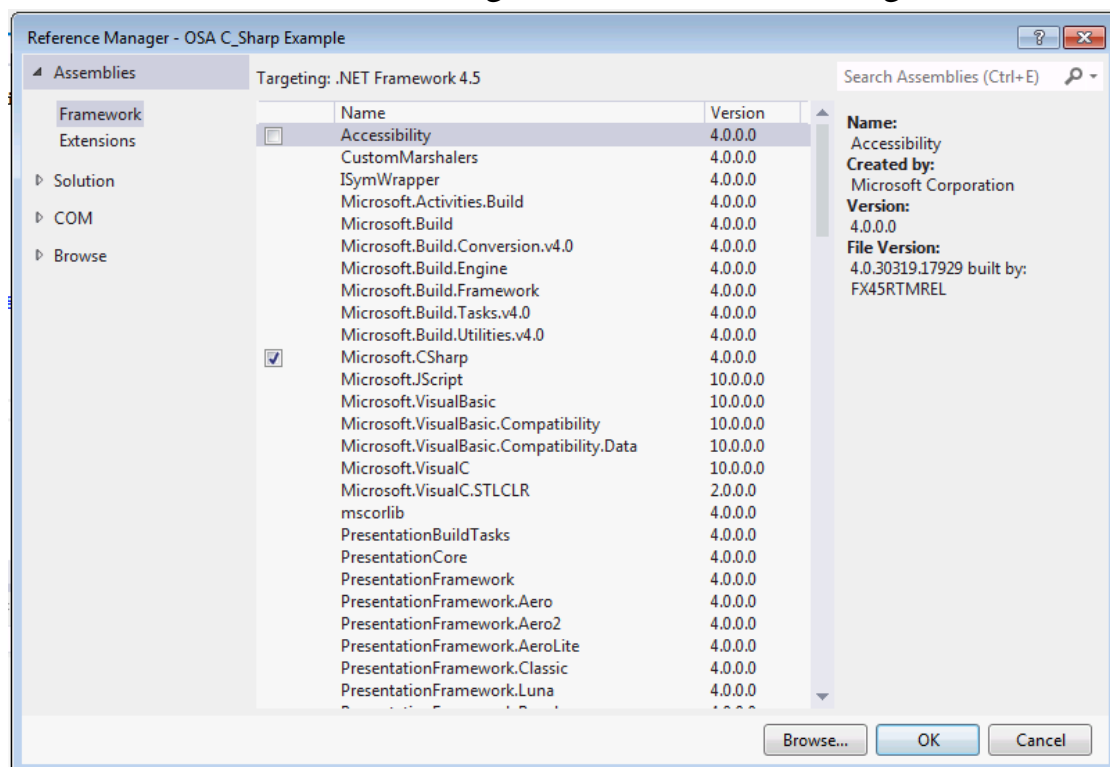 Reference Manager - OSA C_Sharp Example
Assemblies
Framework
Extensions
Solution
COM
Browse
Targeting: .NET Framework 4.5
Name Version
Accessibility 4.0.0.0
CustomMarshalers 4.0.0.0
ISymWrapper 4.0.0.0
Microsoft.Activities.Build 4.0.0.0
Microsoft.Build 4.0.0.0
Microsoft.Build.Conversion.v4.0 4.0.0.0
Microsoft.Build.Engine 4.0.0.0
Microsoft.Build.Framework 4.0.0.0
Microsoft.Build.Tasks.v4.0 4.0.0.0
Microsoft.Build.Utilities.v4.0 4.0.0.0
Microsoft.CSharp 4.0.0.0
Microsoft.JScript 10.0.0.0
Microsoft.VisualBasic 10.0.0.0
Microsoft.VisualBasic.Compatibility 10.0.0.0
Microsoft.VisualBasic.Compatibility.Data 10.0.0.0
Microsoft.VisualC 10.0.0.0
Microsoft.VisualC.STLCLR 2.0.0.0
mscorlib 4.0.0.0
PresentationBuildTasks 4.0.0.0
PresentationCore 4.0.0.0
PresentationFramework 4.0.0.0
PresentationFramework.Aero 4.0.0.0
PresentationFramework.Aero2 4.0.0.0
PresentationFramework.AeroLite 4.0.0.0
PresentationFramework.Classic 4.0.0.0
PresentationFramework.Luna 4.0.0.0
Search Assemblies (Ctrl+E)
Name:
Accessibility
Created by:
Microsoft Corporation
Version:
4.0.0.0
File Version:
4.0.30319.17929 built by:
FX45RTMREL
Browse... OK Cancel